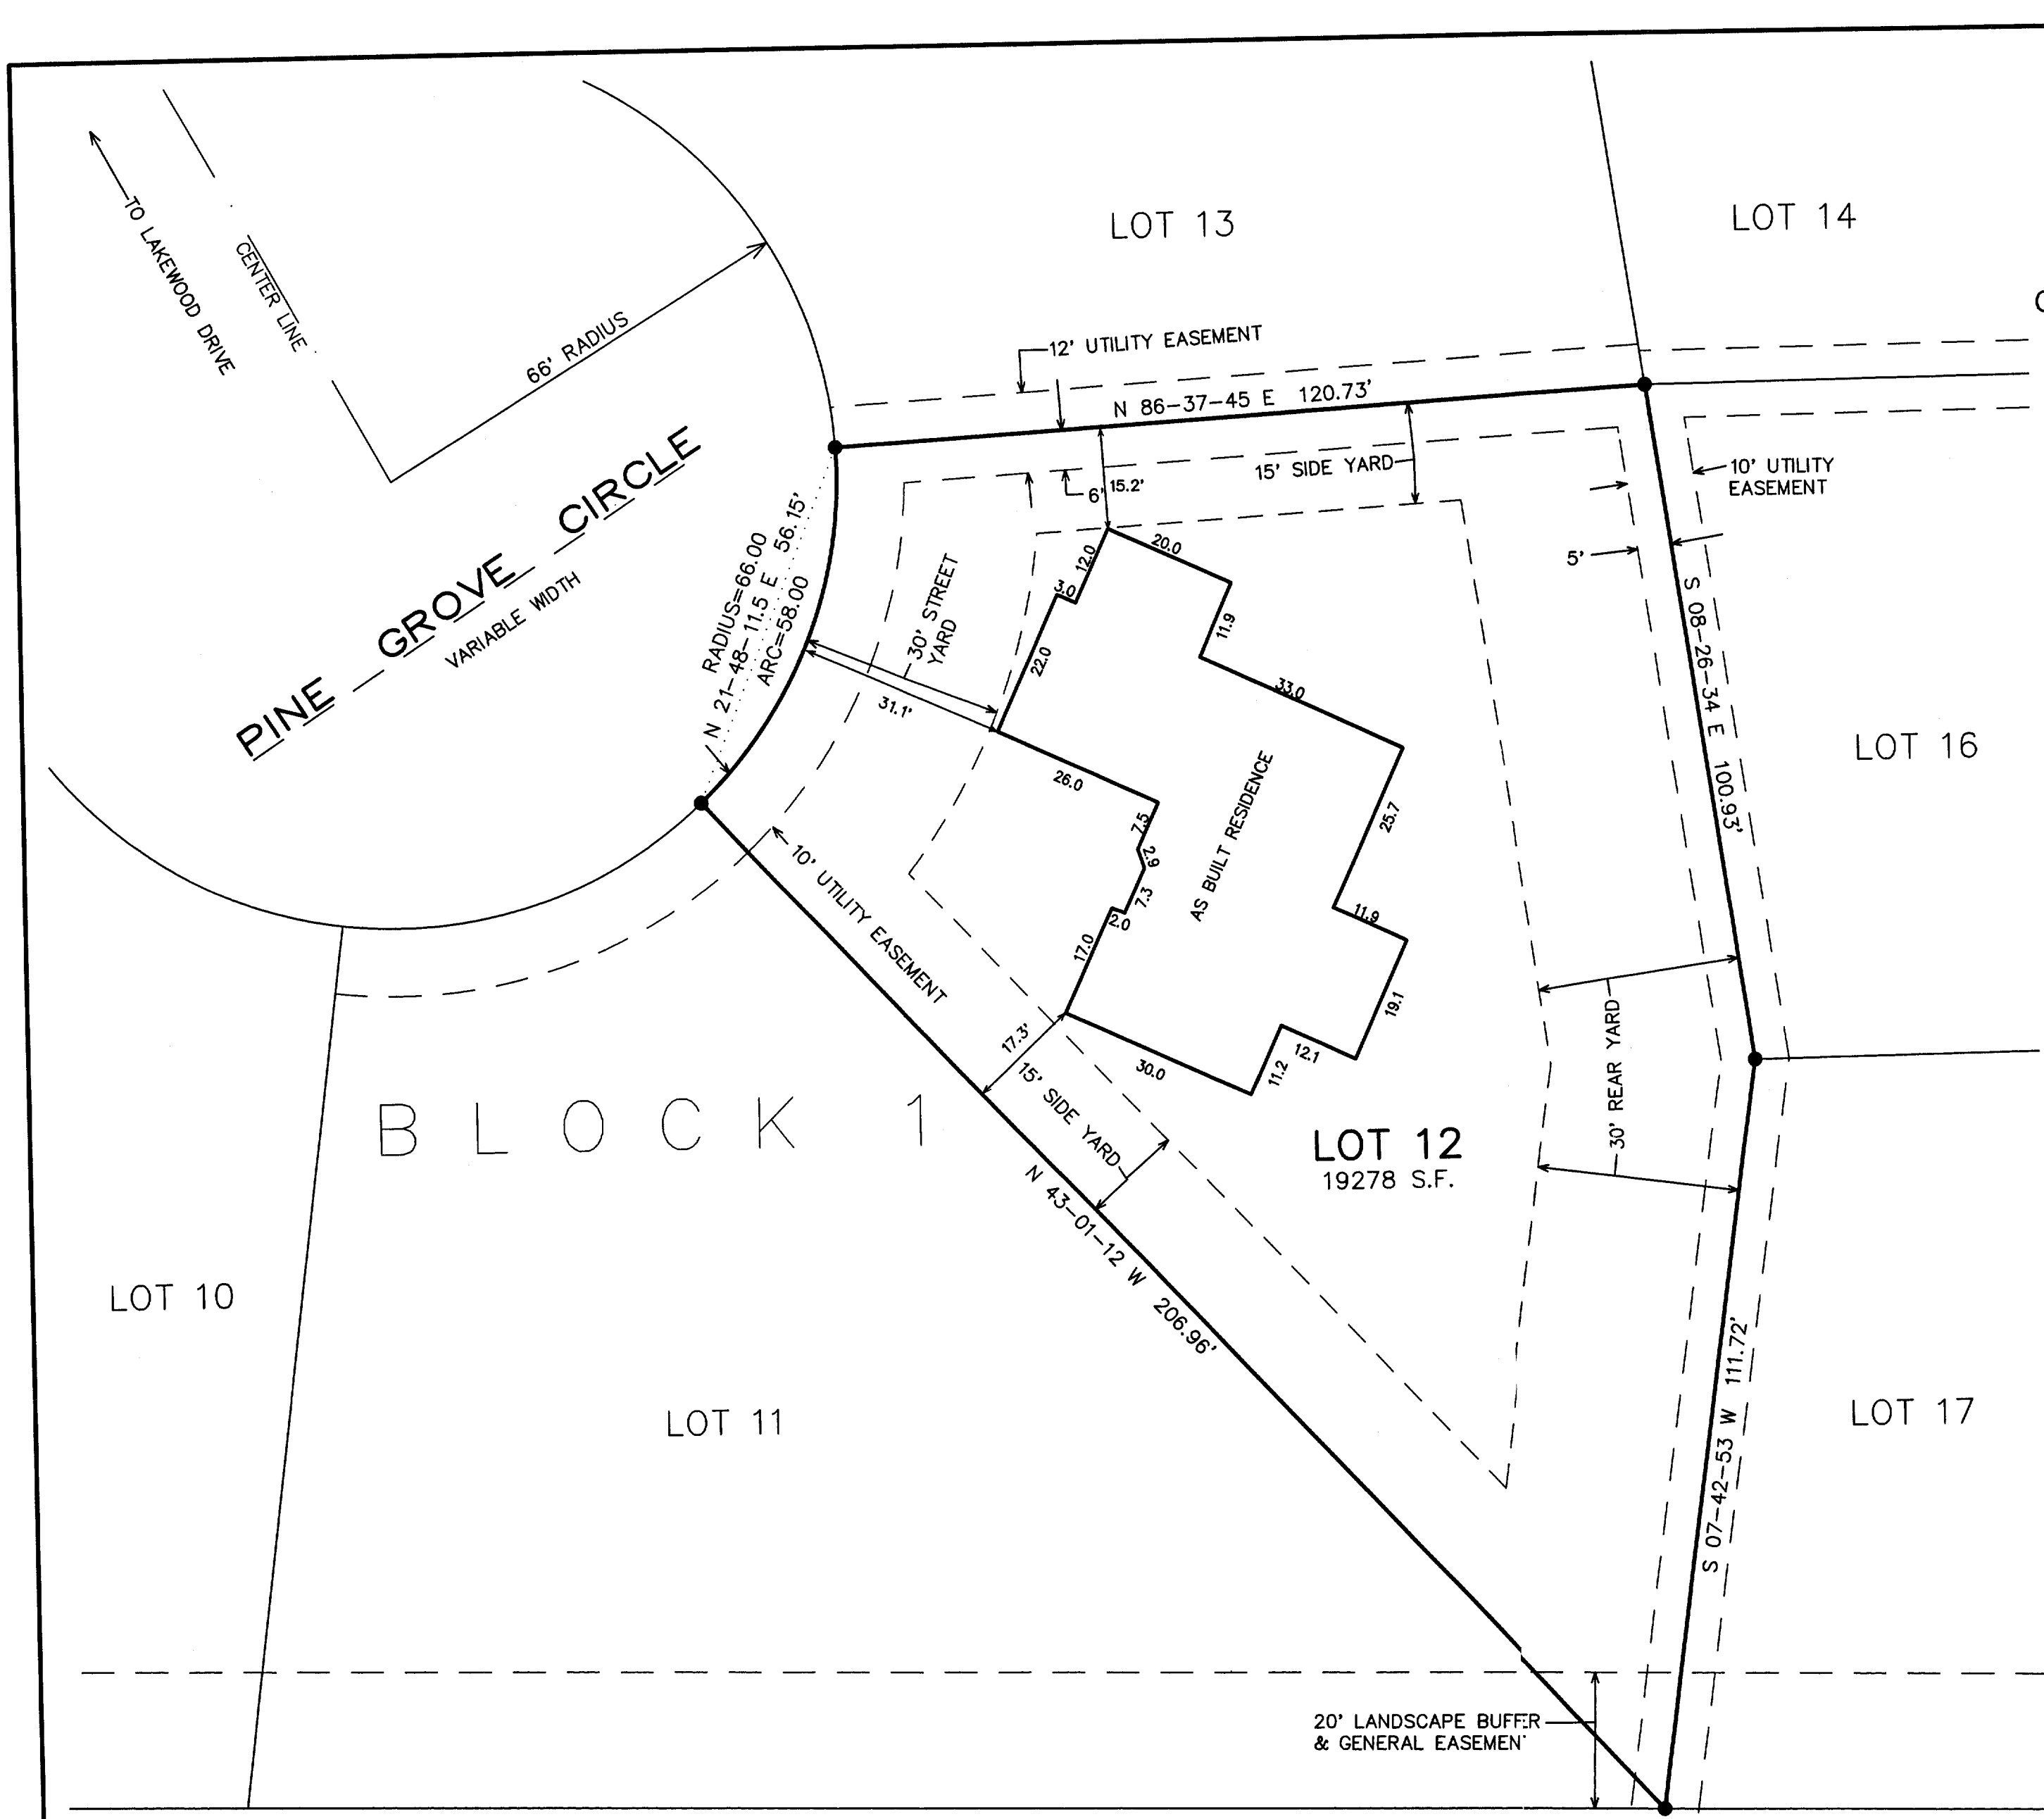 LOT 13
LOT 14
TO LAKEWOOD DRIVE
CENTER LINE
66' RADIUS
12' UTILITY EASEMENT
N 86-37-45 E 120.73'
PINE GROVE CIRCLE
VARIABLE WIDTH
15' SIDE YARD
6'
15.2'
10' UTILITY
EASEMENT
5'
RADIUS=66.00
N 21-48-11.5 E 56.15'
ARC=58.00
30' STREET
YARD
31.1'
20.0
12.0
3.0
22.0
11.9
33.0
26.0
7.5
2.9
7.3
2.0
17.0
25.7
11.9
19.1
12.1
11.2
30.0
AS BUILT RESIDENCE
S 08-26-34 E 100.93'
LOT 16
10' UTILITY EASEMENT
17.3'
15' SIDE YARD
30' REAR YARD
BLOCK 1
LOT 12
19278 S.F.
N 43-01-12 W 206.96'
LOT 10
LOT 11
S 07-42-53 W 111.72'
LOT 17
20' LANDSCAPE BUFFER
& GENERAL EASEMEN